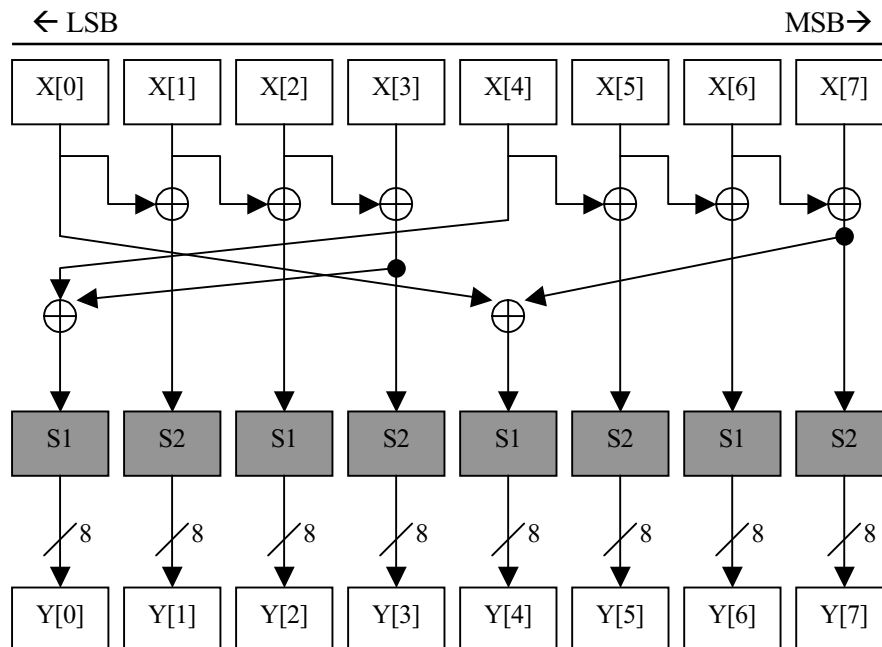 ← LSB MSB→
X[0] X[1] X[2] X[3] X[4] X[5] X[6] X[7]
S1 S2 S1 S2 S1 S2 S1 S2
8 8 8 8 8 8 8 8
Y[0] Y[1] Y[2] Y[3] Y[4] Y[5] Y[6] Y[7]